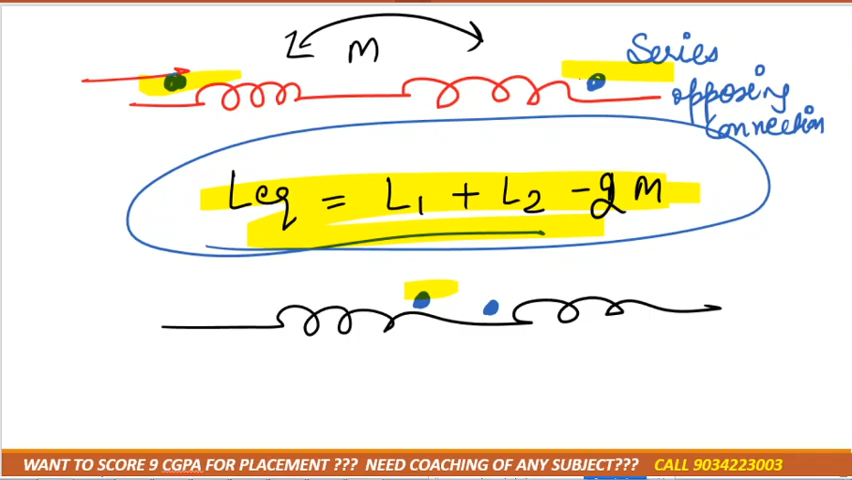 M
Series
opposing
Connection
Leq = L1 + L2 - 2M
WANT TO SCORE 9 CGPA FOR PLACEMENT ??? NEED COACHING OF ANY SUBJECT??? CALL 9034223003